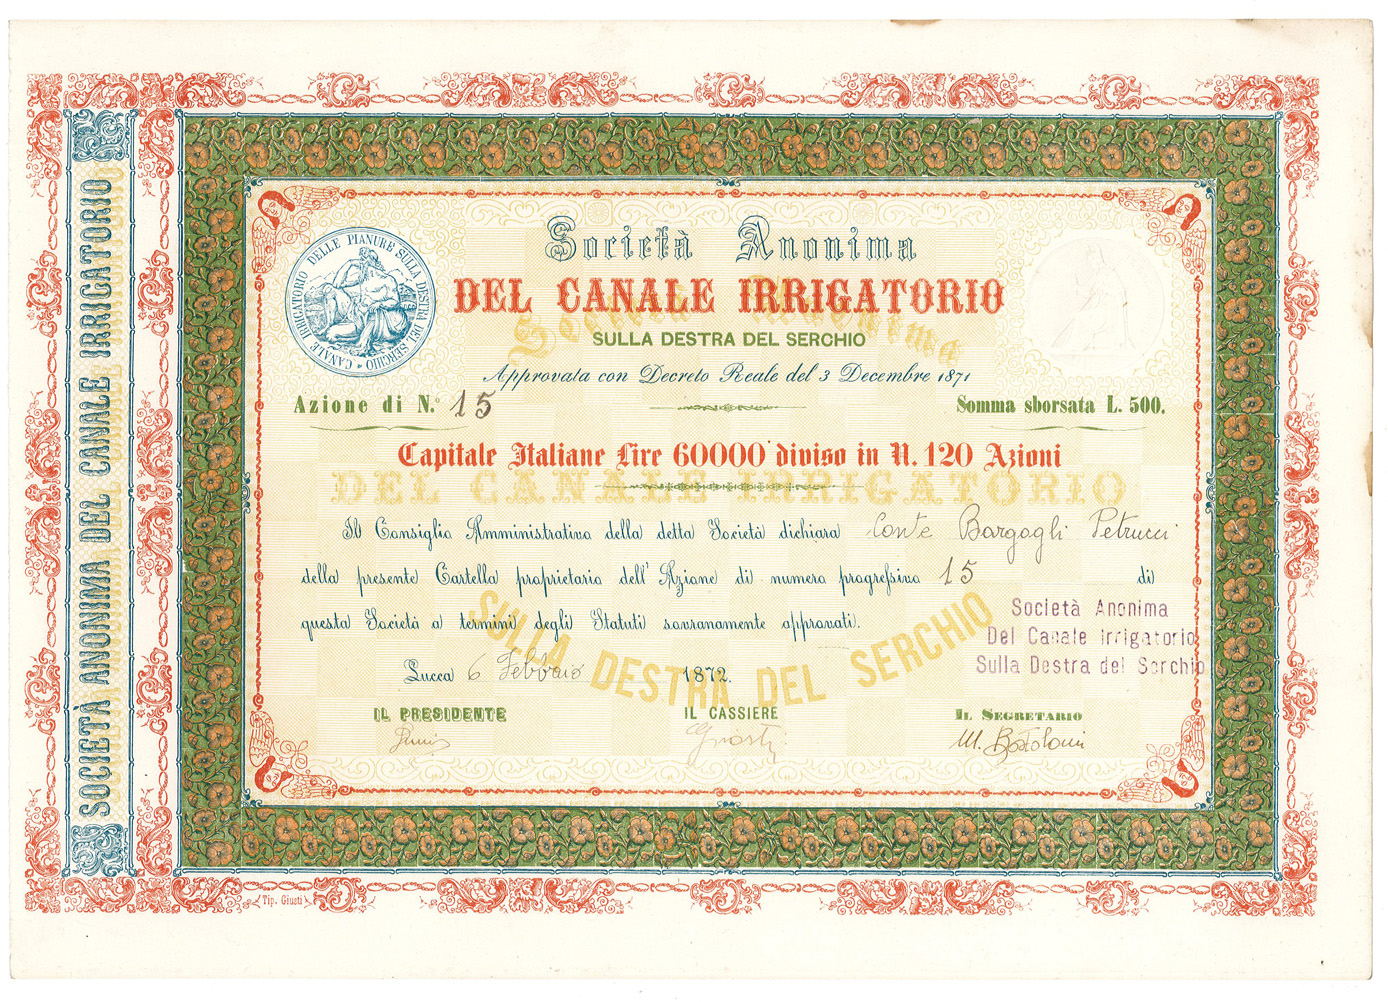 SOCIETÀ ANONIMA DEL CANALE IRRIGATORIO
CANALE IRRIGATORIO DELLE PIANURE SULLA DESTRA DEL SERCHIO
Società Anonima
DEL CANALE IRRIGATORIO
SULLA DESTRA DEL SERCHIO
Approvata con Decreto Reale del 3 Decembre 1871
Azione di N.º 15
Somma sborsata L. 500.
Capitale Italiane Lire 60000 diviso in N. 120 Azioni
Società Anonima
DEL CANALE IRRIGATORIO
SULLA DESTRA DEL SERCHIO
Il Consiglio Amministrativo della detta Società dichiara Conte Bargagli Petrucci
della presente Cartella proprietario dell' Azione di numero progressivo 15 di
questa Società a termini degli Statuti sovranamente approvati.
Società Anonima
Del Canale Irrigatorio
Sulla Destra del Serchio
Lucca 6 Febbraio 1872.
IL PRESIDENTE
IL CASSIERE
IL SEGRETARIO
Giusti
M. Bartolomi
Tip. Giusti